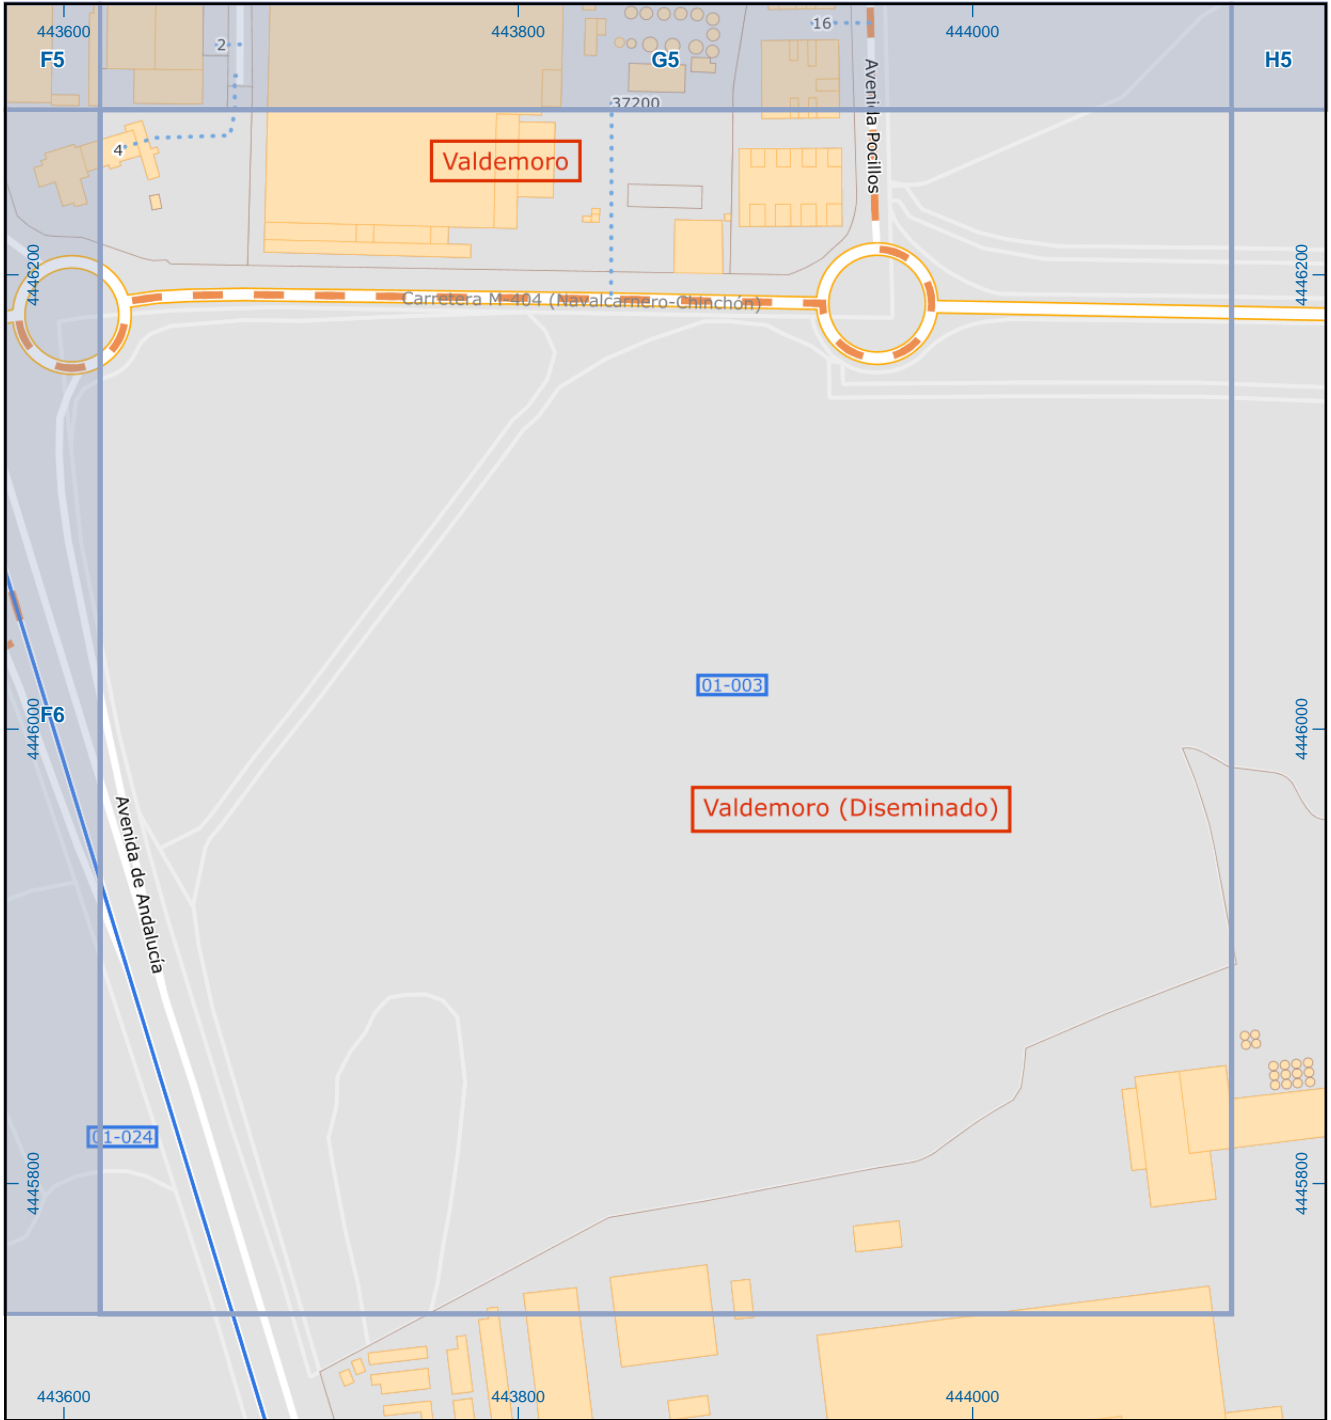 443600
443800
444000
F5
G5
H5
2
16
37200
Avenida Pocillos
4
Valdemoro
4446200
4446200
Carretera M-404 (Navalcarnero-Chinchón)
01-003
F6
4446000
4446000
Valdemoro (Diseminado)
Avenida de Andalucía
01-024
4445800
4445800
443600
443800
444000